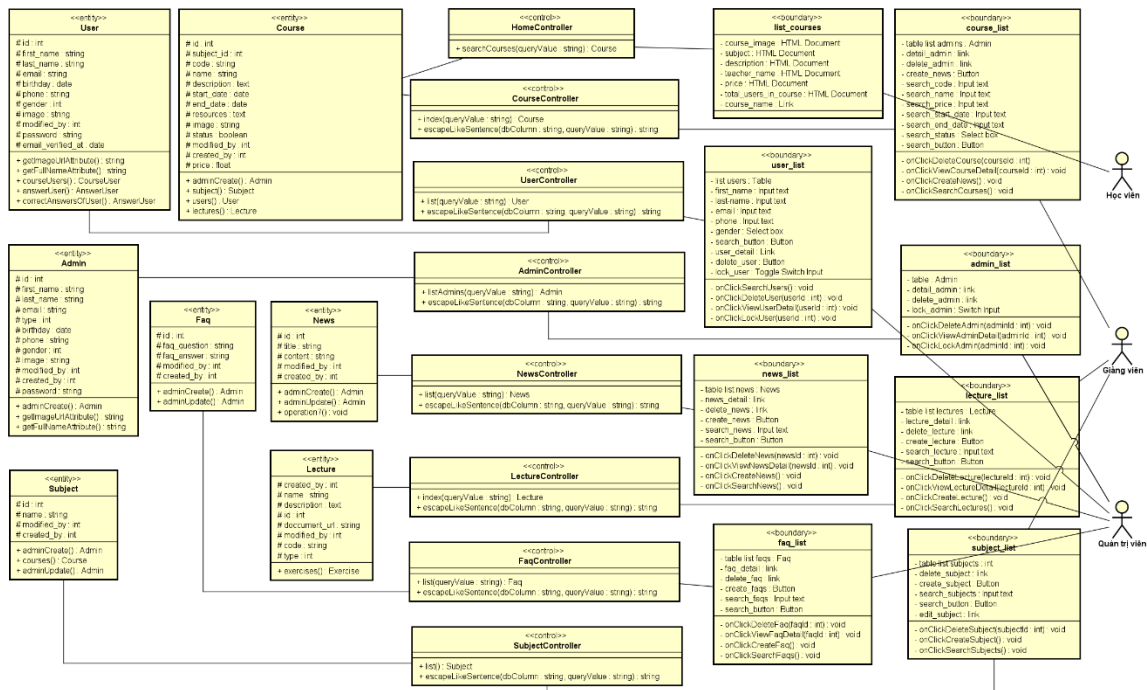 <<entity>>
User
# id : int
# first_name : string
# last_name : string
# email : string
# birthday : date
# phone : string
# gender : int
# image : string
# modified_by : int
# password : string
# email_verified_at : date
+ getImageUrlAttribute() : string
+ getFullNameAttribute() : string
+ courseUsers() : CourseUser
+ answerUser() : AnswerUser
+ correctAnswersOfUser() : AnswerUser
<<entity>>
Course
# id : int
# subject_id : int
# code : string
# name : string
# description : text
# start_date : date
# end_date : date
# resources : text
# image : string
# status : boolean
# modified_by : int
# created_by : int
# price : float
+ adminCreate() : Admin
+ subject() : Subject
+ users() : User
+ lectures() : Lecture
<<control>>
HomeController
+ searchCourses(queryValue : string) : Course
<<control>>
CourseController
+ index(queryValue : string) : Course
+ escapeLikeSentence(dbColumn : string, queryValue : string) : string
<<control>>
UserController
+ list(queryValue : string) : User
+ escapeLikeSentence(dbColumn : string, queryValue : string) : string
<<boundary>>
list_courses
- course_image : HTML Document
- subject : HTML Document
- description : HTML Document
- teacher_name : HTML Document
- price : HTML Document
- total_users_in_course : HTML Document
- course_name : Link
<<boundary>>
course_list
- table list admins : Admin
- detail_admin : link
- delete_admin : link
- create_news : Button
- search_code : Input text
- search_name : Input text
- search_price : Input text
- search_start_date : Input text
- search_end_date : Input text
- search_status : Select box
- search_button : Button
- onClickDeleteCourse(courseId : int)
- onClickViewCourseDetail(courseId : int) : void
- onClickCreateNews() : void
- onClickSearchCourses() : void
Học viên
<<boundary>>
user_list
- list users : Table
- first_name : Input text
- last-name : Input text
- email : Input text
- phone : Input text
- gender : Select box
- search_button : Button
- user_detail : Link
- delete_user : Button
- lock_user : Toggle Switch Input
- onClickSearchUsers() : void
- onClickDeleteUser(userId : int) : void
- onClickViewUserDetail(userId : int) : void
- onClickLockUser(userId : int) : void
<<entity>>
Admin
# id : int
# first_name : string
# last_name : string
# email : string
# type : int
# birthday : date
# phone : string
# gender : int
# image : string
# modified_by : int
# created_by : int
# password : string
+ adminCreate() : Admin
+ getImageUrlAttribute() : string
+ getFullNameAttribute() : string
<<control>>
AdminController
+ listAdmins(queryValue : string) : Admin
+ escapeLikeSentence(dbColumn : string, queryValue : string) : string
<<boundary>>
admin_list
- table : Admin
- detail_admin : link
- delete_admin : link
- lock_admin : Switch input
- onClickDeleteAdmin(adminId : int) : void
- onClickViewAdminDetail(adminId : int) : void
- onClickLockAdmin(adminId : int) : void
<<entity>>
Faq
# id : int
# faq_question : string
# faq_answer : string
# modified_by : int
# created_by : int
+ adminCreate() : Admin
+ adminUpdate() : Admin
<<entity>>
News
# id : int
# title : string
# content : string
# modified_by : int
# created_by : int
+ adminCreate() : Admin
+ adminUpdate() : Admin
+ operation7() : void
<<control>>
NewsController
+ list(queryValue : string) : News
+ escapeLikeSentence(dbColumn : string, queryValue : string) : string
<<boundary>>
news_list
- table list news : News
- news_detail : link
- delete_news : link
- create_news : Button
- search_news : Input text
- search_button : Button
- onClickDeleteNews(newsId : int) : void
- onClickViewNewsDetail(newsId : int) : void
- onClickCreateNews() : void
- onClickSearchNews() : void
Giảng viên
<<boundary>>
lecture_list
- table list lectures : Lecture
- lecture_detail : link
- delete_lecture : link
- create_lecture : Button
- search_lecture : Input text
- search_button : Button
- onClickDeleteLecture(lectureId : int) : void
- onClickViewLectureDetail(lectureId : int) : void
- onClickCreateLecture() : void
- onClickSearchLectures() : void
<<entity>>
Lecture
# created_by : int
# name : string
# description : text
# id : int
# document_url : string
# modified_by : int
# code : string
# type : int
+ exercises() : Exercise
<<control>>
LectureController
+ index(queryValue : string) : Lecture
+ escapeLikeSentence(dbColumn : string, queryValue : string) : string
<<entity>>
Subject
# id : int
# name : string
# modified_by : int
# created_by : int
+ adminCreate() : Admin
+ courses() : Course
+ adminUpdate() : Admin
<<control>>
FaqController
+ list(queryValue : string) : Faq
+ escapeLikeSentence(dbColumn : string, queryValue : string) : string
<<boundary>>
faq_list
- table list faqs : Faq
- faq_detail : link
- delete_faq : link
- create_faqs : Button
- search_faqs : Input text
- search_button : Button
- onClickDeleteFaq(faqId : int) : void
- onClickViewFaqDetail(faqId : int) : void
- onClickCreateFaq() : void
- onClickSearchFaqs() : void
Quản trị viên
<<boundary>>
subject_list
- table list subjects : int
- delete_subject : link
- create_subject : Button
- search_subjects : Input text
- search_button : Button
- edit_subject : link
- onClickDeleteSubject(subjectId : int) : void
- onClickCreateSubject() : void
- onClickSearchSubjects() : void
<<control>>
SubjectController
+ list() : Subject
+ escapeLikeSentence(dbColumn : string, queryValue : string) : string